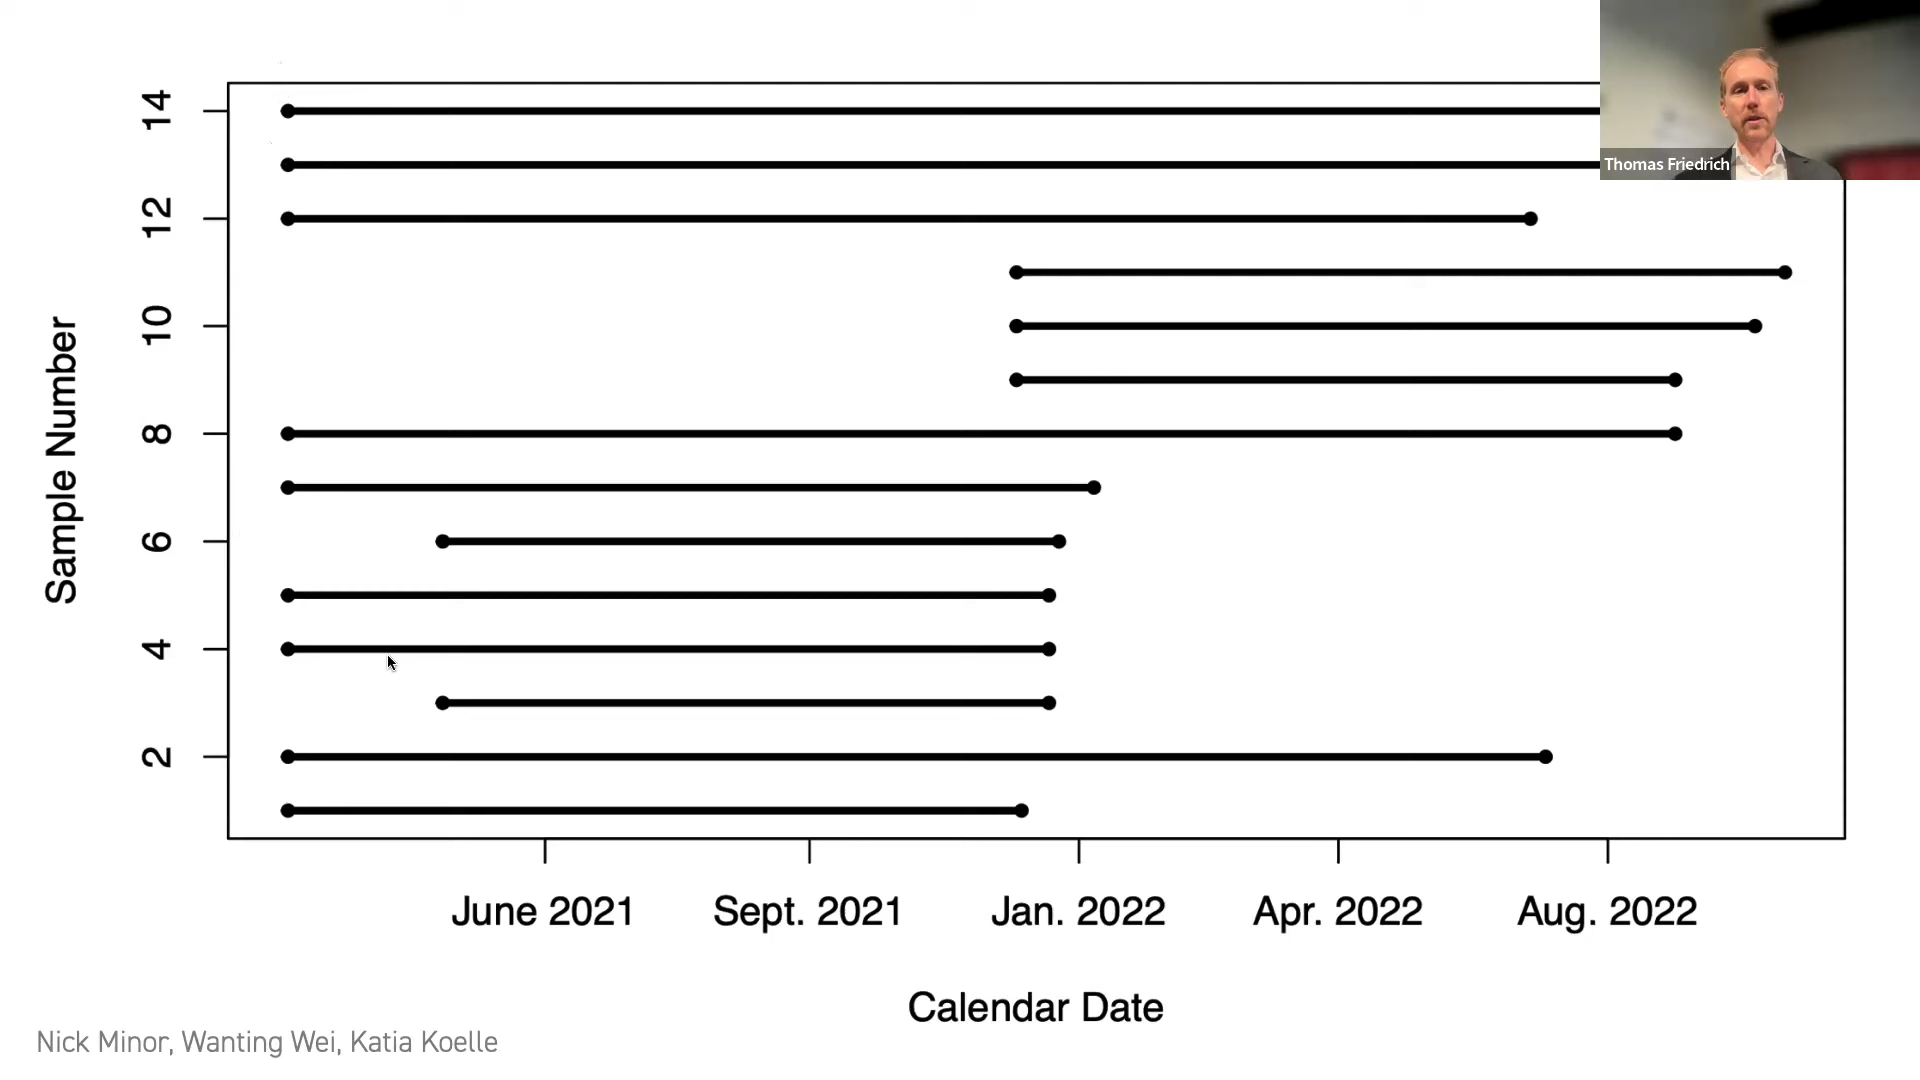 Thomas Friedrich
14
12
10
8
6
4
2
Sample Number
June 2021 Sept. 2021 Jan. 2022 Apr. 2022 Aug. 2022
Calendar Date
Nick Minor, Wanting Wei, Katia Koelle